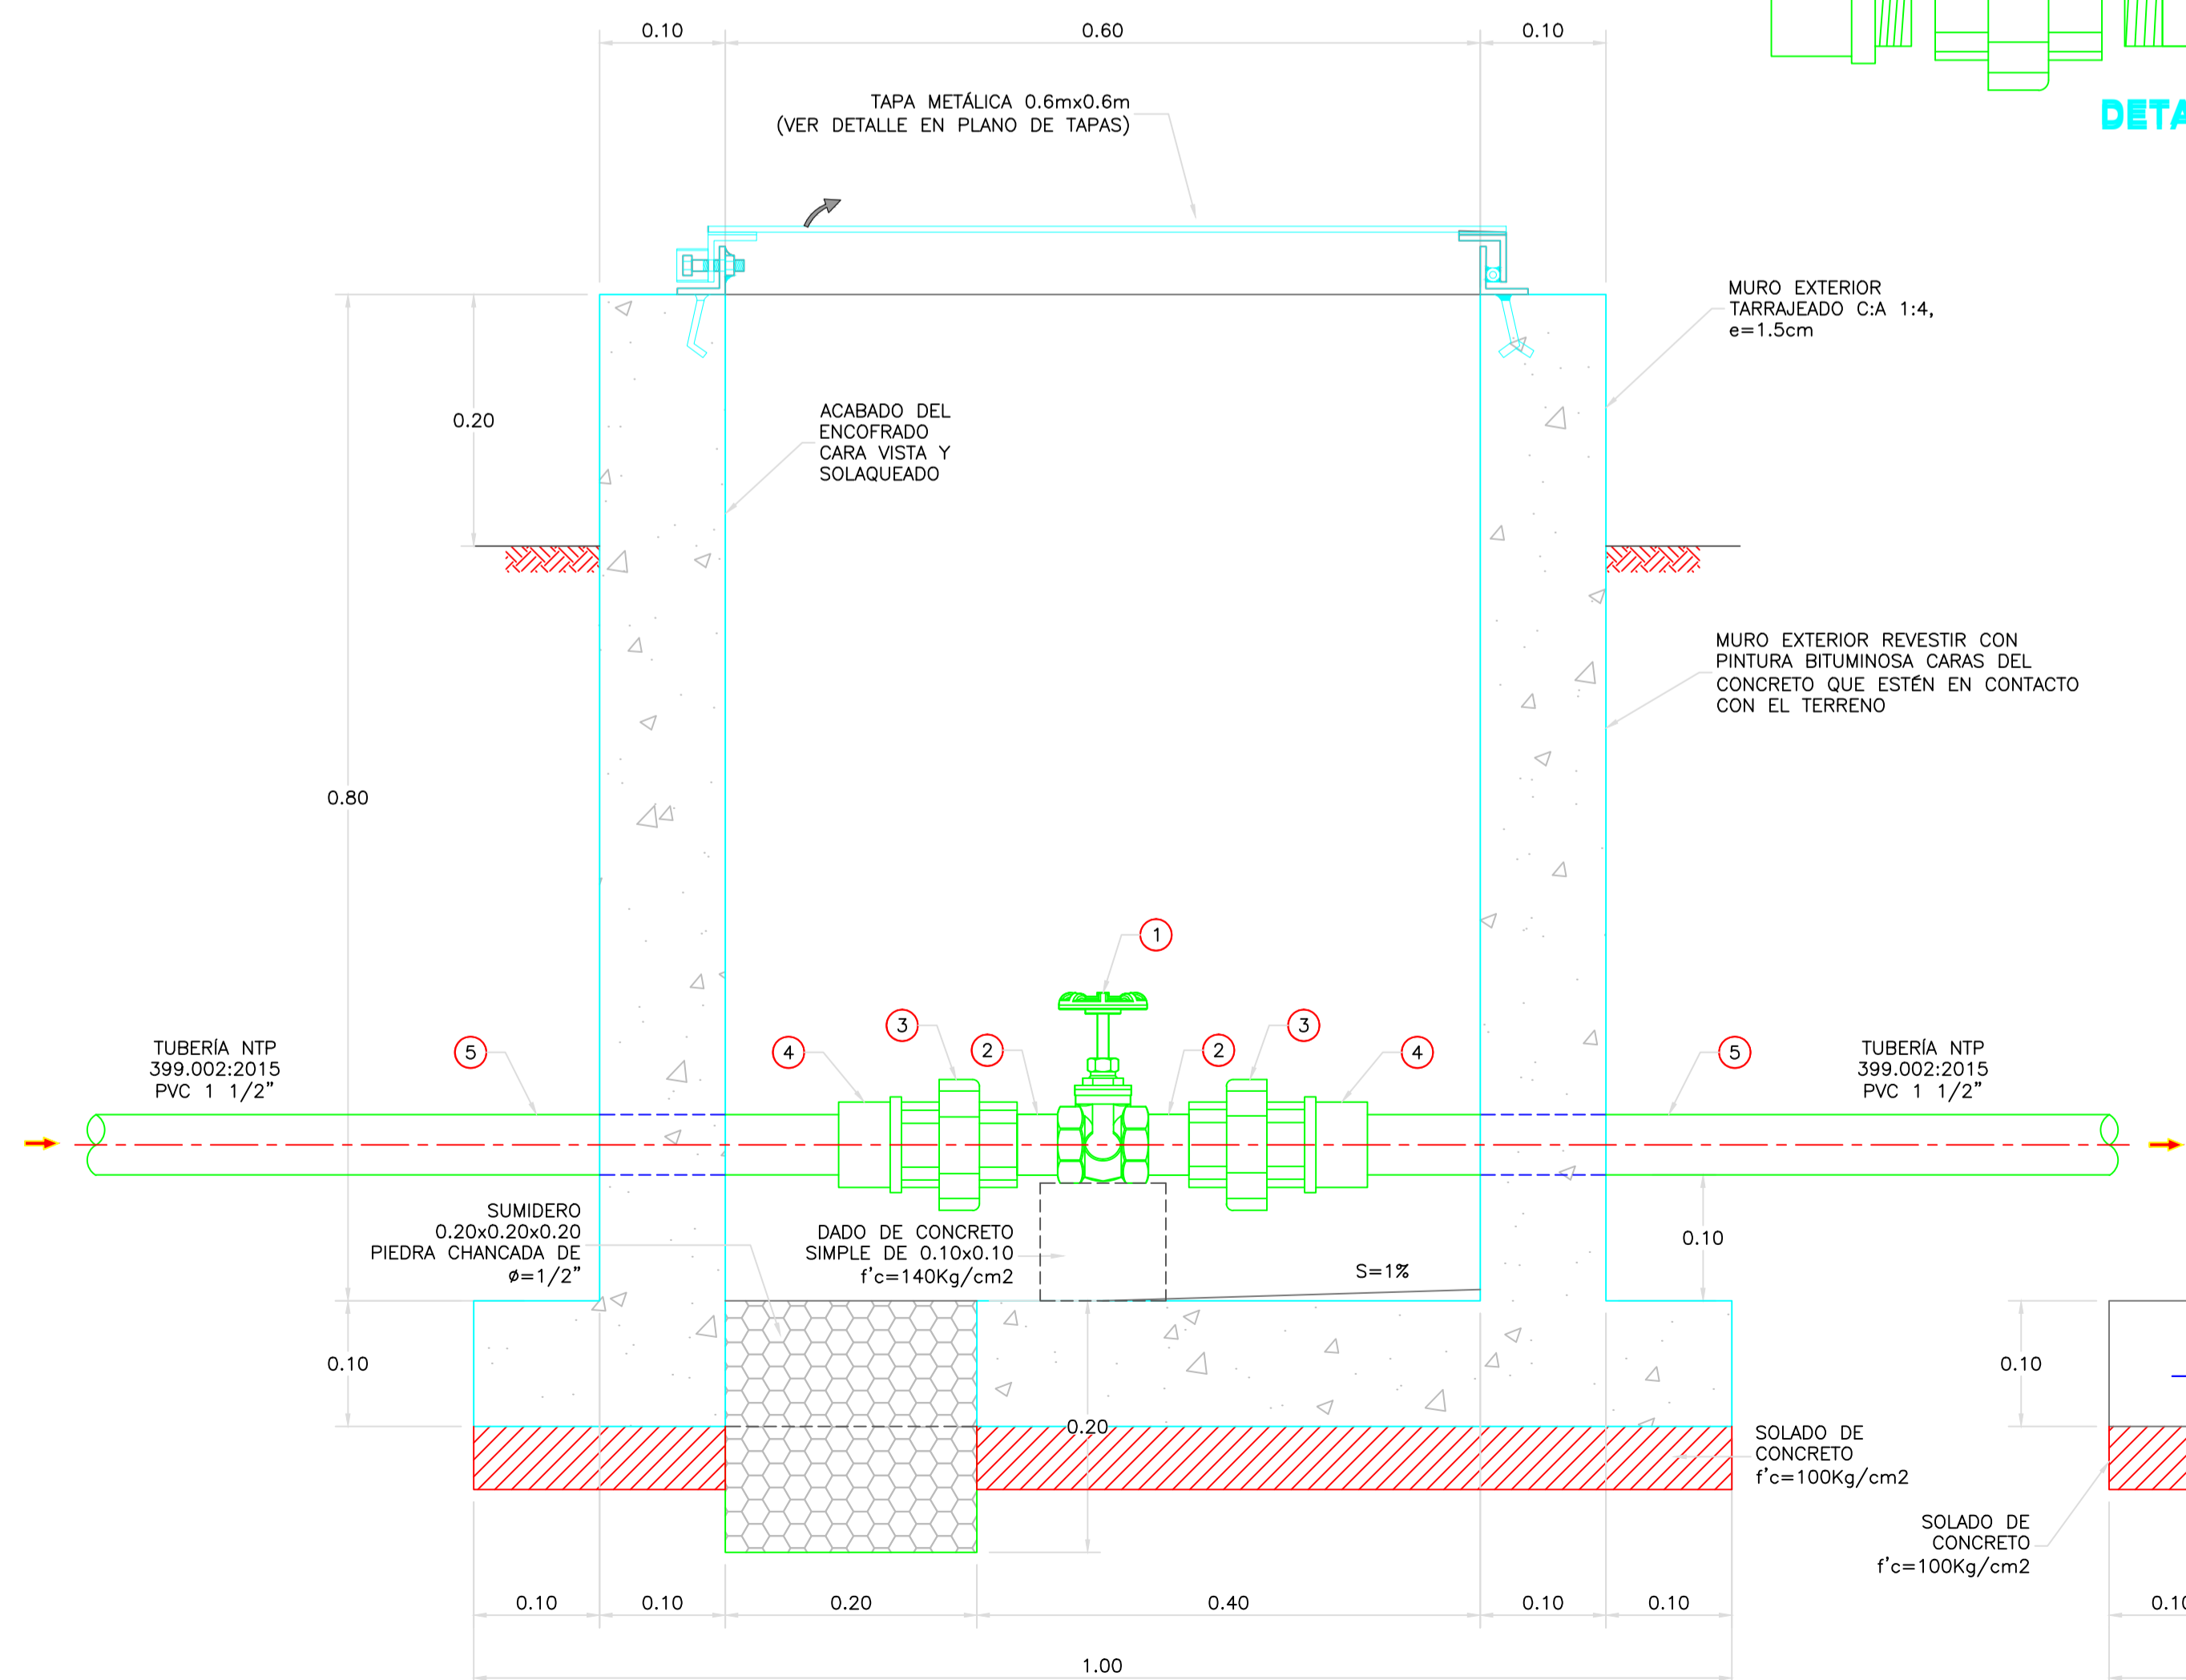 0.10
0.60
0.10
TAPA METÁLICA 0.6mx0.6m
(VER DETALLE EN PLANO DE TAPAS)
MURO EXTERIOR
TARRAJEADO C:A 1:4,
e=1.5cm
ACABADO DEL
ENCOFRADO
CARA VISTA Y
SOLAQUEADO
0.20
MURO EXTERIOR REVESTIR CON
PINTURA BITUMINOSA CARAS DEL
CONCRETO QUE ESTÉN EN CONTACTO
CON EL TERRENO
0.80
1
3
3
2
2
5
4
4
5
TUBERÍA NTP
399.002:2015
PVC 1 1/2"
TUBERÍA NTP
399.002:2015
PVC 1 1/2"
SUMIDERO
0.20x0.20x0.20
PIEDRA CHANCADA DE
ø=1/2"
DADO DE CONCRETO
SIMPLE DE 0.10x0.10
f'c=140Kg/cm2
S=1%
0.10
0.10
0.10
0.20
SOLADO DE
CONCRETO
f'c=100Kg/cm2
SOLADO DE
CONCRETO
f'c=100Kg/cm2
0.10
0.10
0.20
0.40
0.10
0.10
1.00